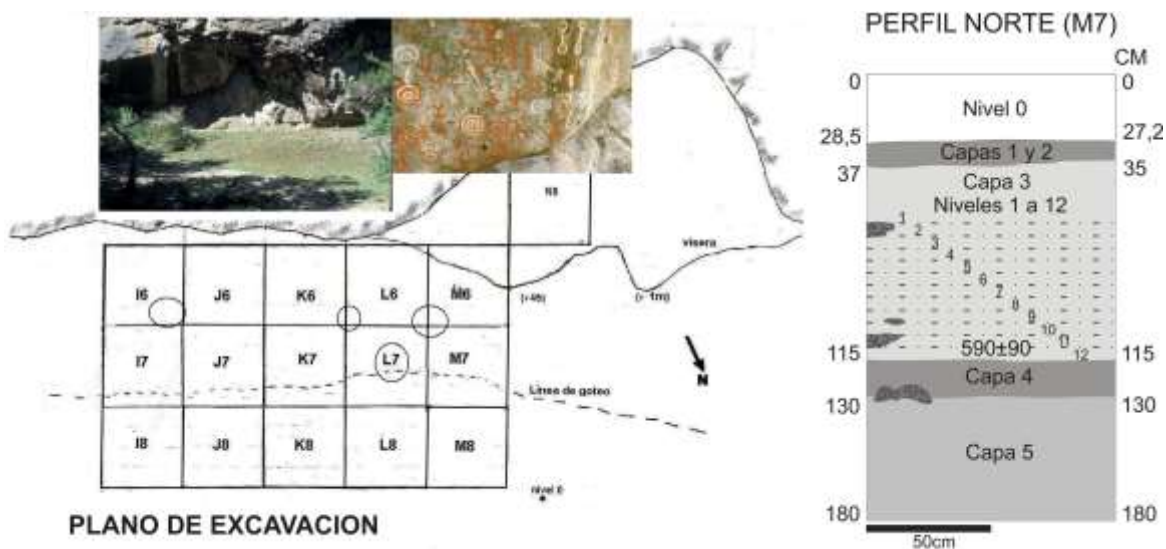 PERFIL NORTE (M7)
CM
0
0
Nivel 0
28,5
27,2
Capas 1 y 2
37
35
Capa 3
Niveles 1 a 12
1
2
3
4
5
6
7
8
9
10
11
12
590±90
115
115
Capa 4
130
130
Capa 5
180
180
50cm
N8
visera
I6
J6
K6
L6
M6
I7
J7
K7
L7
M7
Línea de goteo
N
I8
J8
K8
L8
M8
nivel 0
PLANO DE EXCAVACION